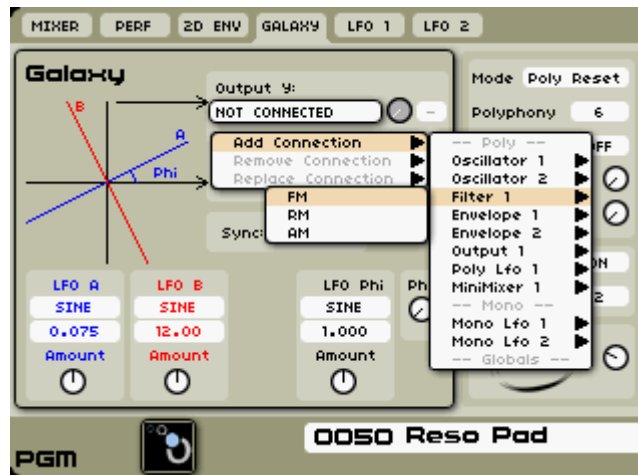 MIXER PERF 2D ENV GALAXY LFO 1 LFO 2
Galaxy
B
A
Phi
Output Y:
NOT CONNECTED
-
Add Connection
Remove Connection
Replace Connection
FM
RM
AM
Sync:
-- Poly --
Oscillator 1
Oscillator 2
Filter 1
Envelope 1
Envelope 2
Output 1
Poly Lfo 1
MiniMixer 1
-- Mono --
Mono Lfo 1
Mono Lfo 2
-- Globals --
Mode Poly Reset
Polyphony 6
LFO A
SINE
0.075
Amount
LFO B
SINE
12.00
Amount
LFO Phi
SINE
1.000
Amount
PGM
0050 Reso Pad